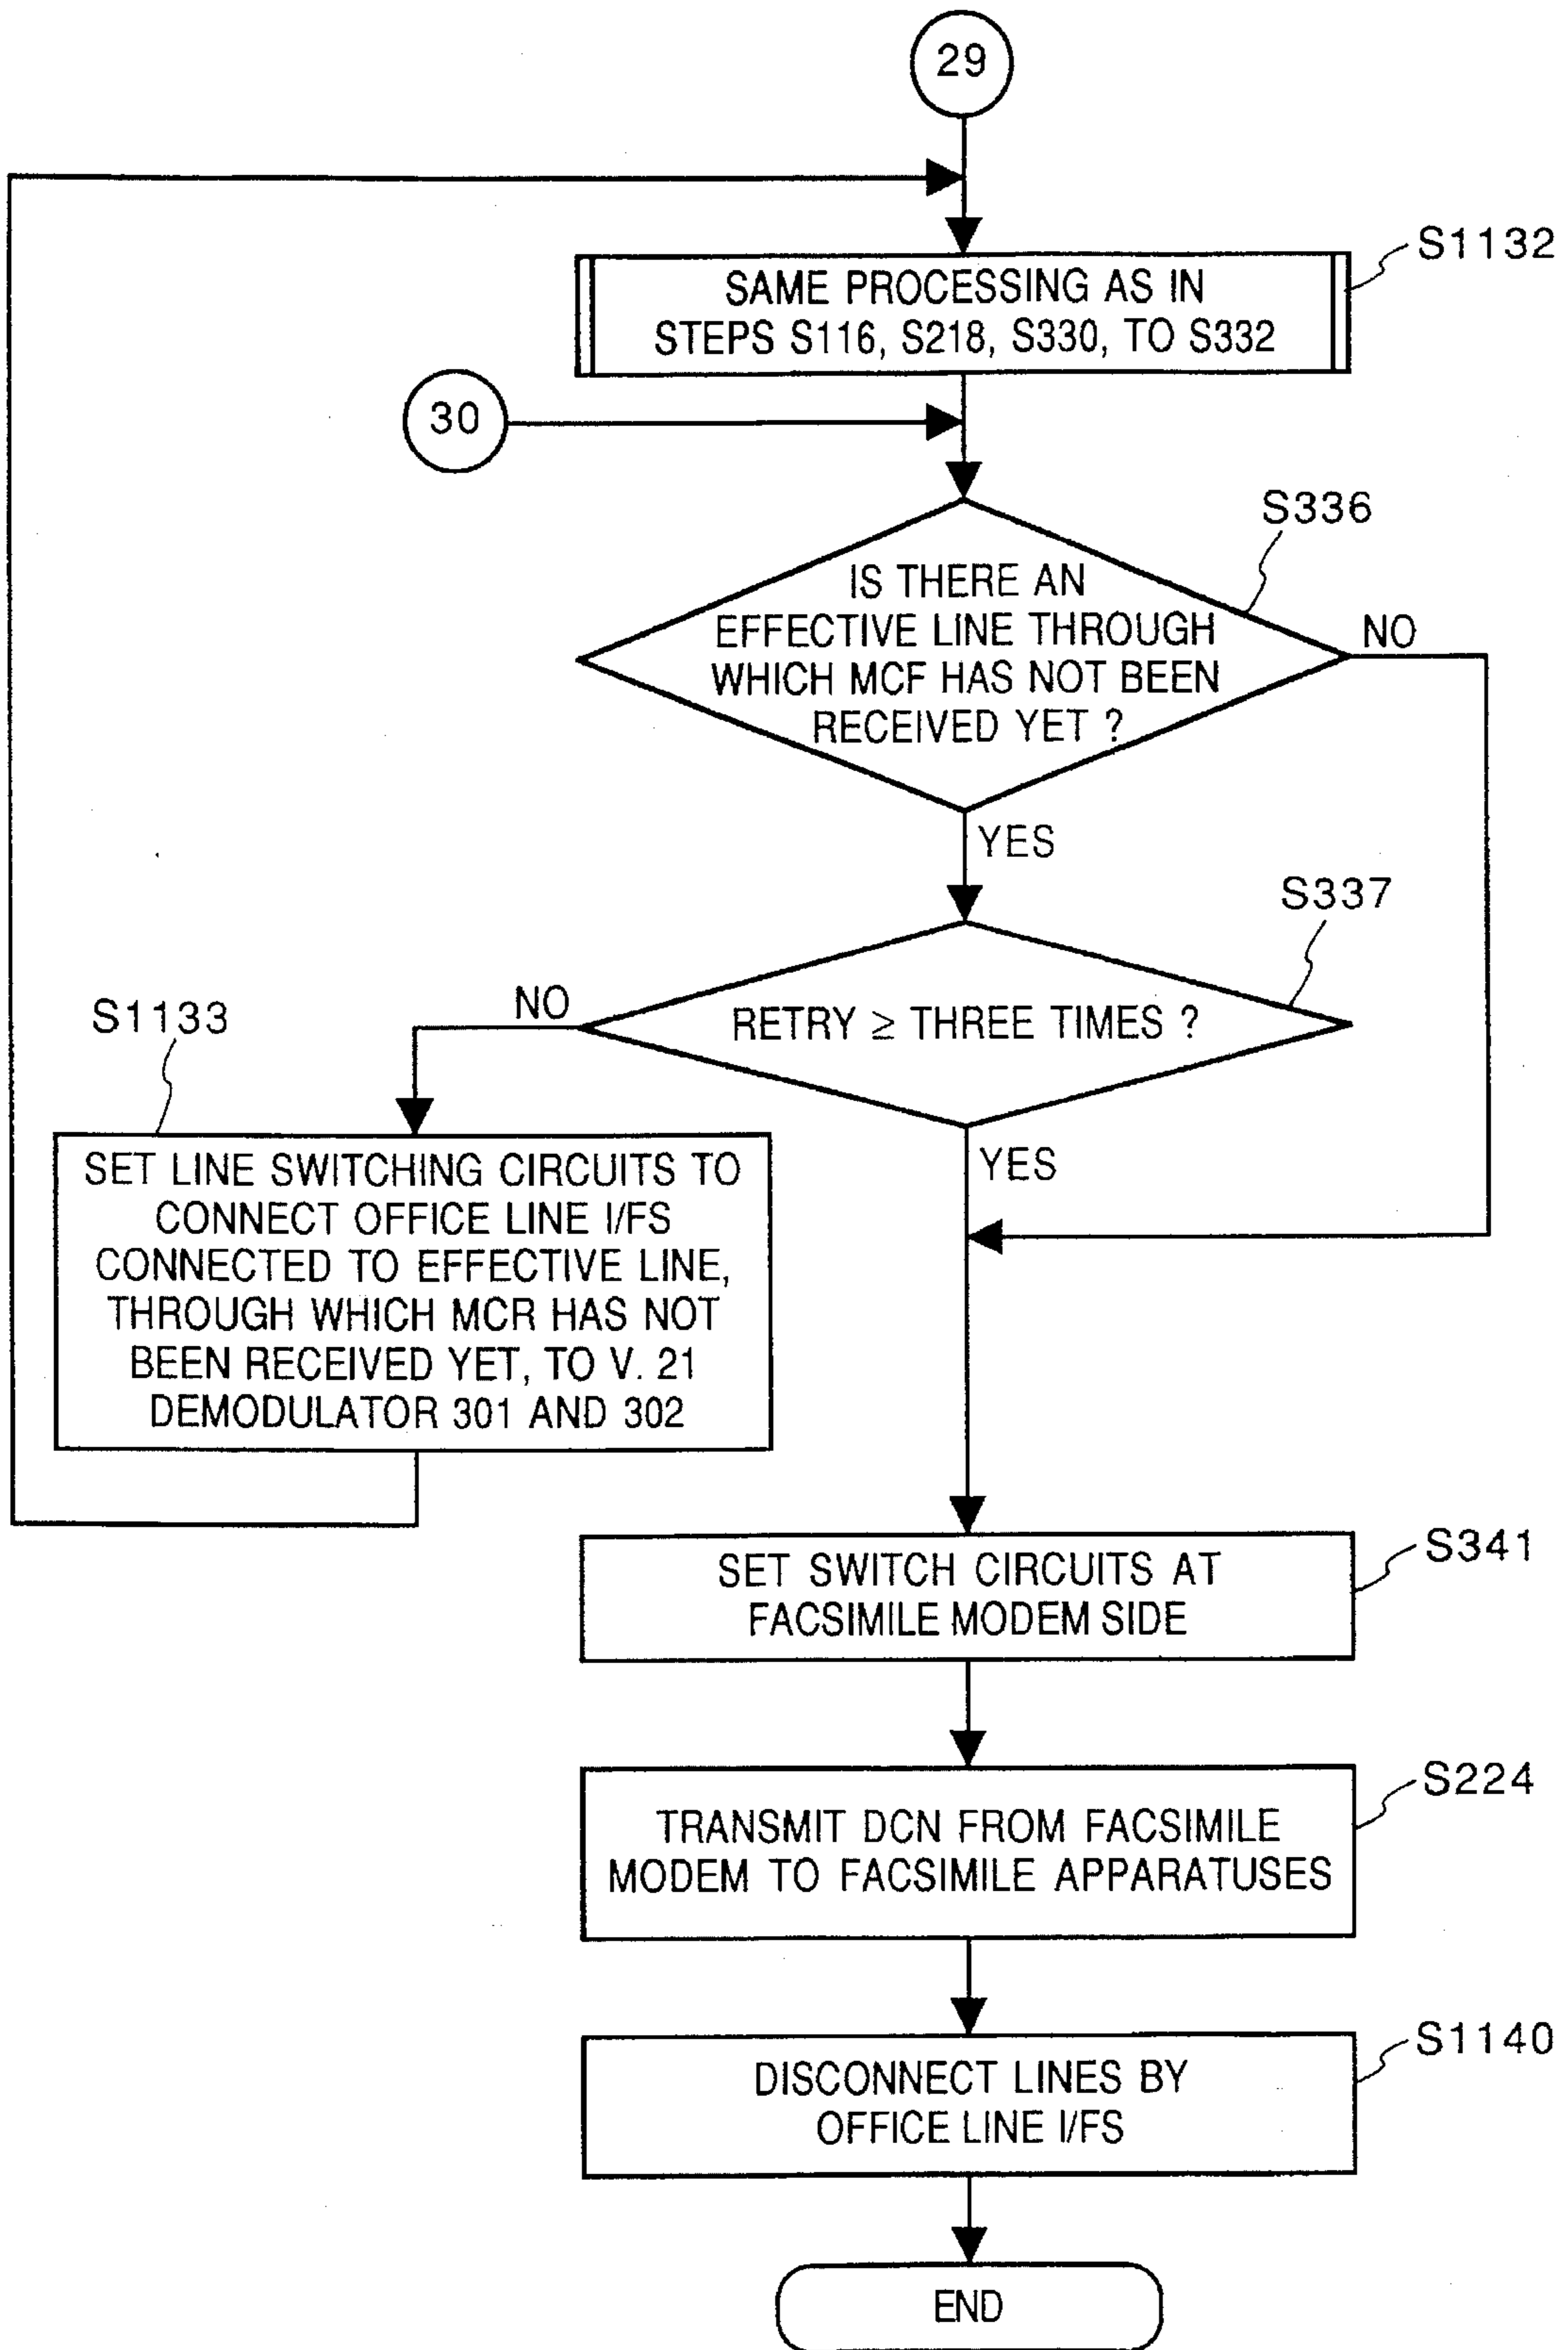 29
S1132
SAME PROCESSING AS IN
STEPS S116, S218, S330, TO S332
30
S336
IS THERE AN
EFFECTIVE LINE THROUGH
WHICH MCF HAS NOT BEEN
RECEIVED YET ?
NO
YES
S337
RETRY ≥ THREE TIMES ?
NO
S1133
YES
SET LINE SWITCHING CIRCUITS TO
CONNECT OFFICE LINE I/FS
CONNECTED TO EFFECTIVE LINE,
THROUGH WHICH MCR HAS NOT
BEEN RECEIVED YET, TO V. 21
DEMODULATOR 301 AND 302
S341
SET SWITCH CIRCUITS AT
FACSIMILE MODEM SIDE
S224
TRANSMIT DCN FROM FACSIMILE
MODEM TO FACSIMILE APPARATUSES
S1140
DISCONNECT LINES BY
OFFICE LINE I/FS
END